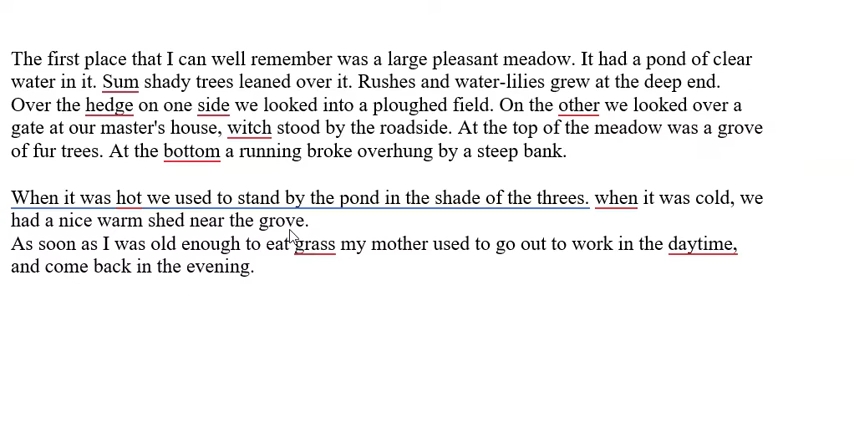 The first place that I can well remember was a large pleasant meadow. It had a pond of clear
water in it. Sum shady trees leaned over it. Rushes and water-lilies grew at the deep end.
Over the hedge on one side we looked into a ploughed field. On the other we looked over a
gate at our master's house, witch stood by the roadside. At the top of the meadow was a grove
of fur trees. At the bottom a running broke overhung by a steep bank.
When it was hot we used to stand by the pond in the shade of the threes. when it was cold, we
had a nice warm shed near the grove.
As soon as I was old enough to eat grass my mother used to go out to work in the daytime,
and come back in the evening.